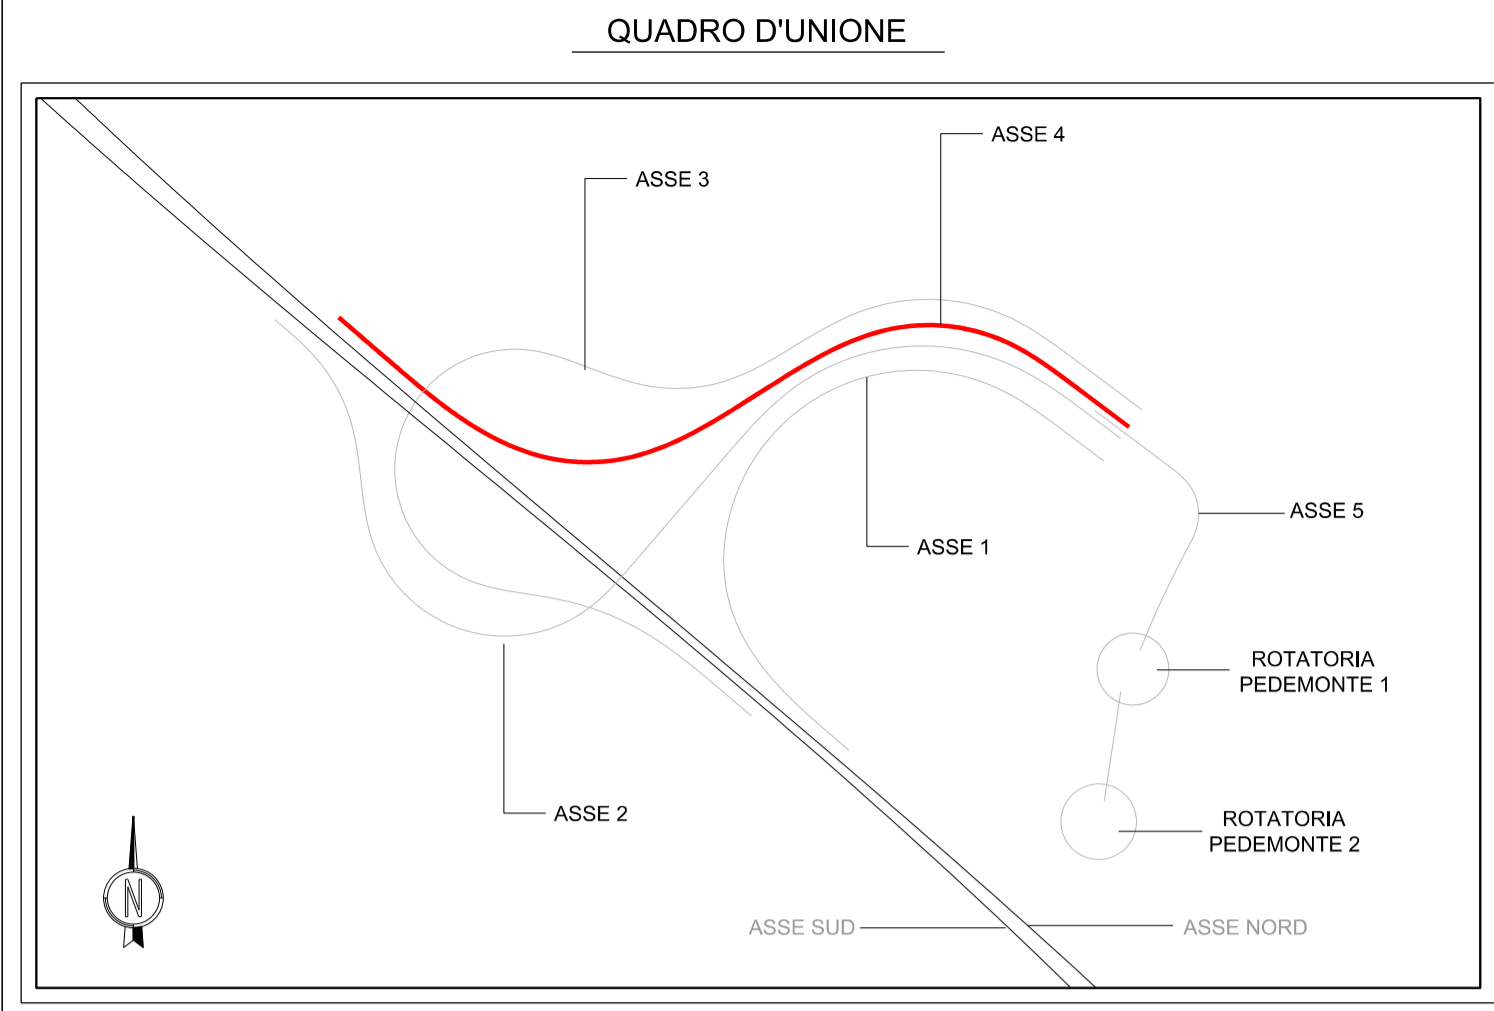 QUADRO D'UNIONE
ASSE 4
ASSE 3
ASSE 5
ASSE 1
ROTATORIA
PEDEMONTE 1
ASSE 2
ROTATORIA
PEDEMONTE 2
N
ASSE SUD
ASSE NORD